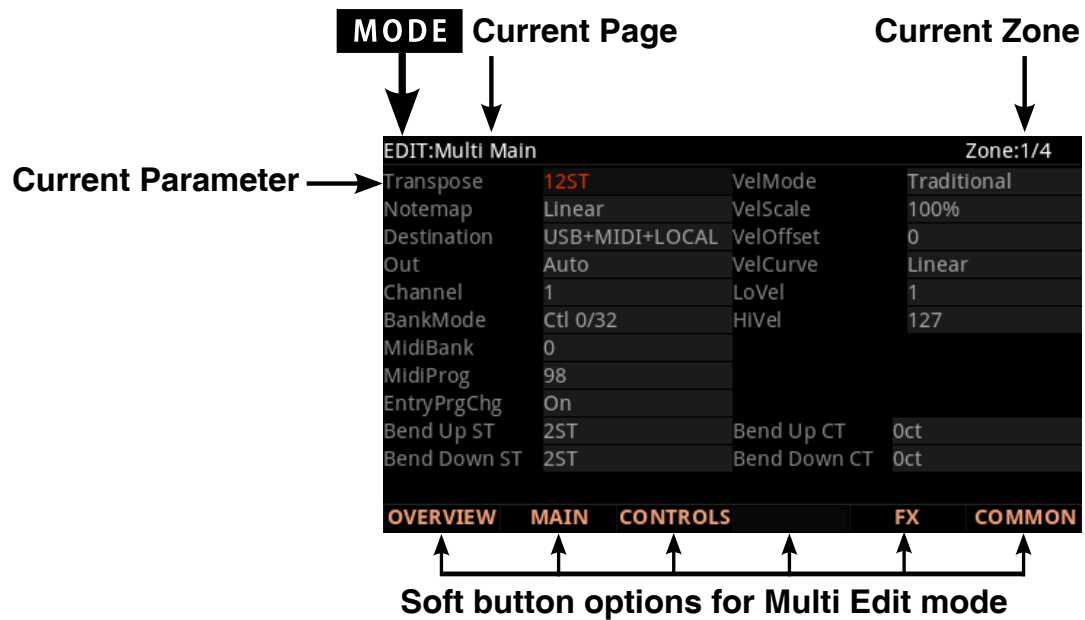 MODE Current Page Current Zone
EDIT:Multi Main Zone:1/4
Current Parameter
Transpose 12ST VelMode Traditional
Notemap Linear VelScale 100%
Destination USB+MIDI+LOCAL VelOffset 0
Out Auto VelCurve Linear
Channel 1 LoVel 1
BankMode Ctl 0/32 HiVel 127
MidiBank 0
MidiProg 98
EntryPrgChg On
Bend Up ST 2ST Bend Up CT 0ct
Bend Down ST 2ST Bend Down CT 0ct
OVERVIEW MAIN CONTROLS FX COMMON
Soft button options for Multi Edit mode